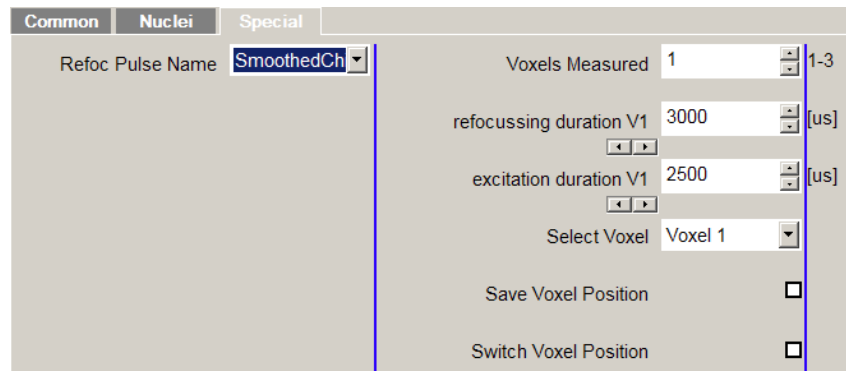 Common Nuclei Special
Refoc Pulse Name SmoothedCh Voxels Measured 1 1-3
refocussing duration V1 3000 [us]
excitation duration V1 2500 [us]
Select Voxel Voxel 1
Save Voxel Position
Switch Voxel Position